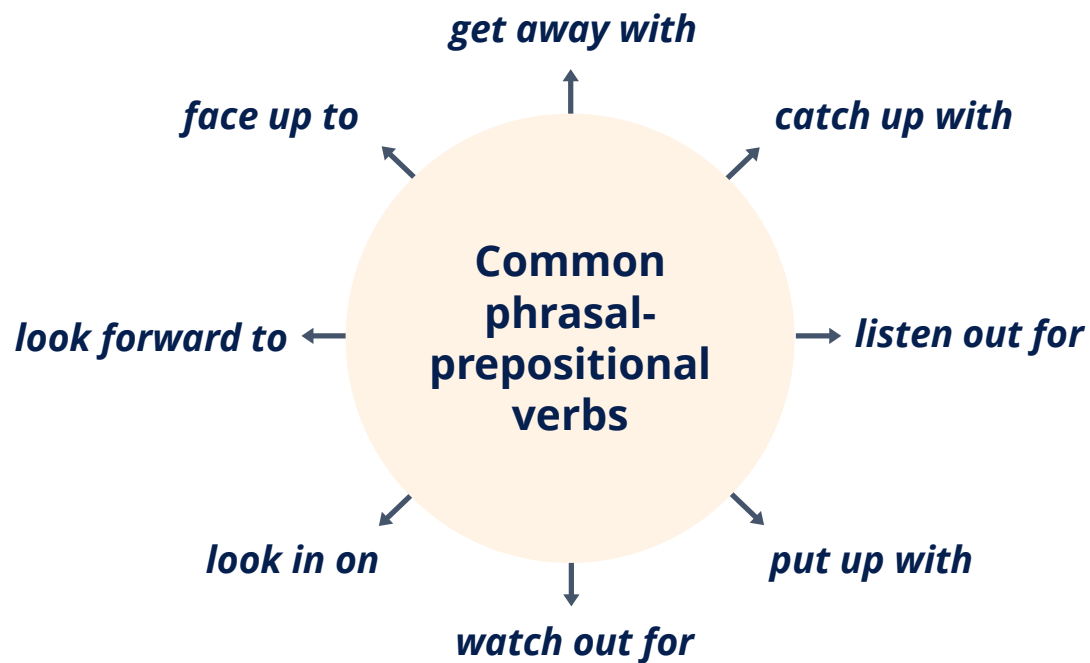 get away with
face up to
catch up with
Common
phrasal-
prepositional
verbs
look forward to
listen out for
look in on
put up with
watch out for